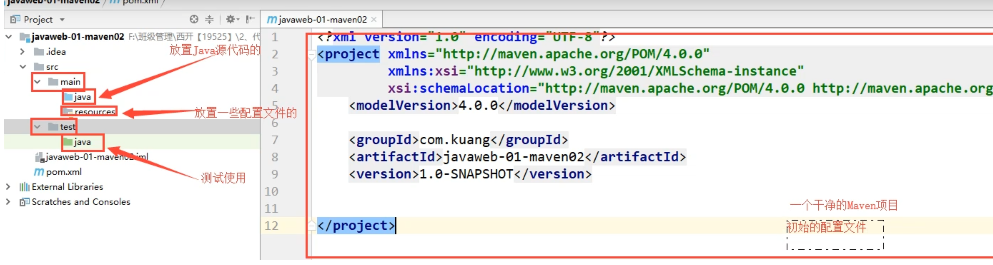 javaweb-01-maven02 pom.xml
Project
javaweb-01-maven02 F:\班级管理\西开【19525】\2、代
.idea
放置Java源代码的
src
main
java
resources
放置一些配置文件的
test
java
javaweb-01-maven02.iml
测试使用
pom.xml
External Libraries
Scratches and Consoles
javaweb-01-maven02
1 <?xml version="1.0" encoding="UTF-8"?>
2 <project xmlns="http://maven.apache.org/POM/4.0.0"
3 xmlns:xsi="http://www.w3.org/2001/XMLSchema-instance"
4 xsi:schemaLocation="http://maven.apache.org/POM/4.0.0 http://maven.apache.org
5 <modelVersion>4.0.0</modelVersion>
6
7 <groupId>com.kuang</groupId>
8 <artifactId>javaweb-01-maven02</artifactId>
9 <version>1.0-SNAPSHOT</version>
10
11
一个干净的Maven项目
12 </project>
初始的配置文件